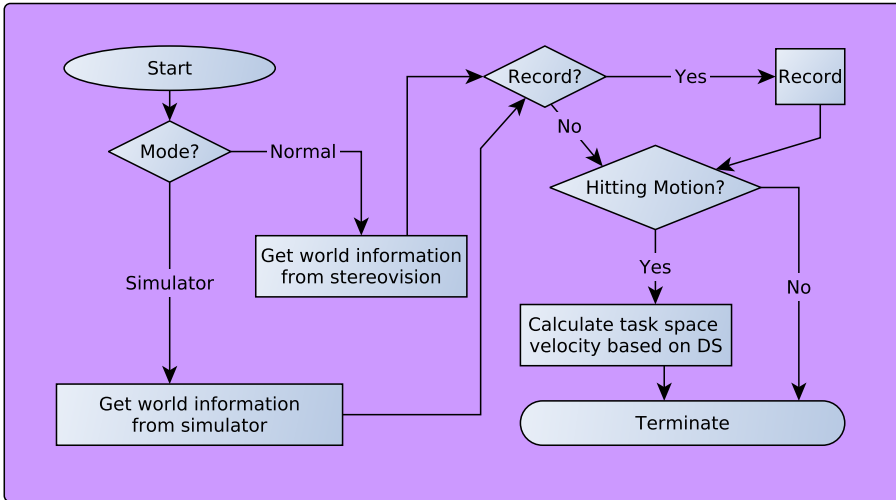 Start
Mode?
Normal
Simulator
Get world information
from stereovision
Get world information
from simulator
Record?
Yes
Record
No
Hitting Motion?
Yes
No
Calculate task space
velocity based on DS
Terminate